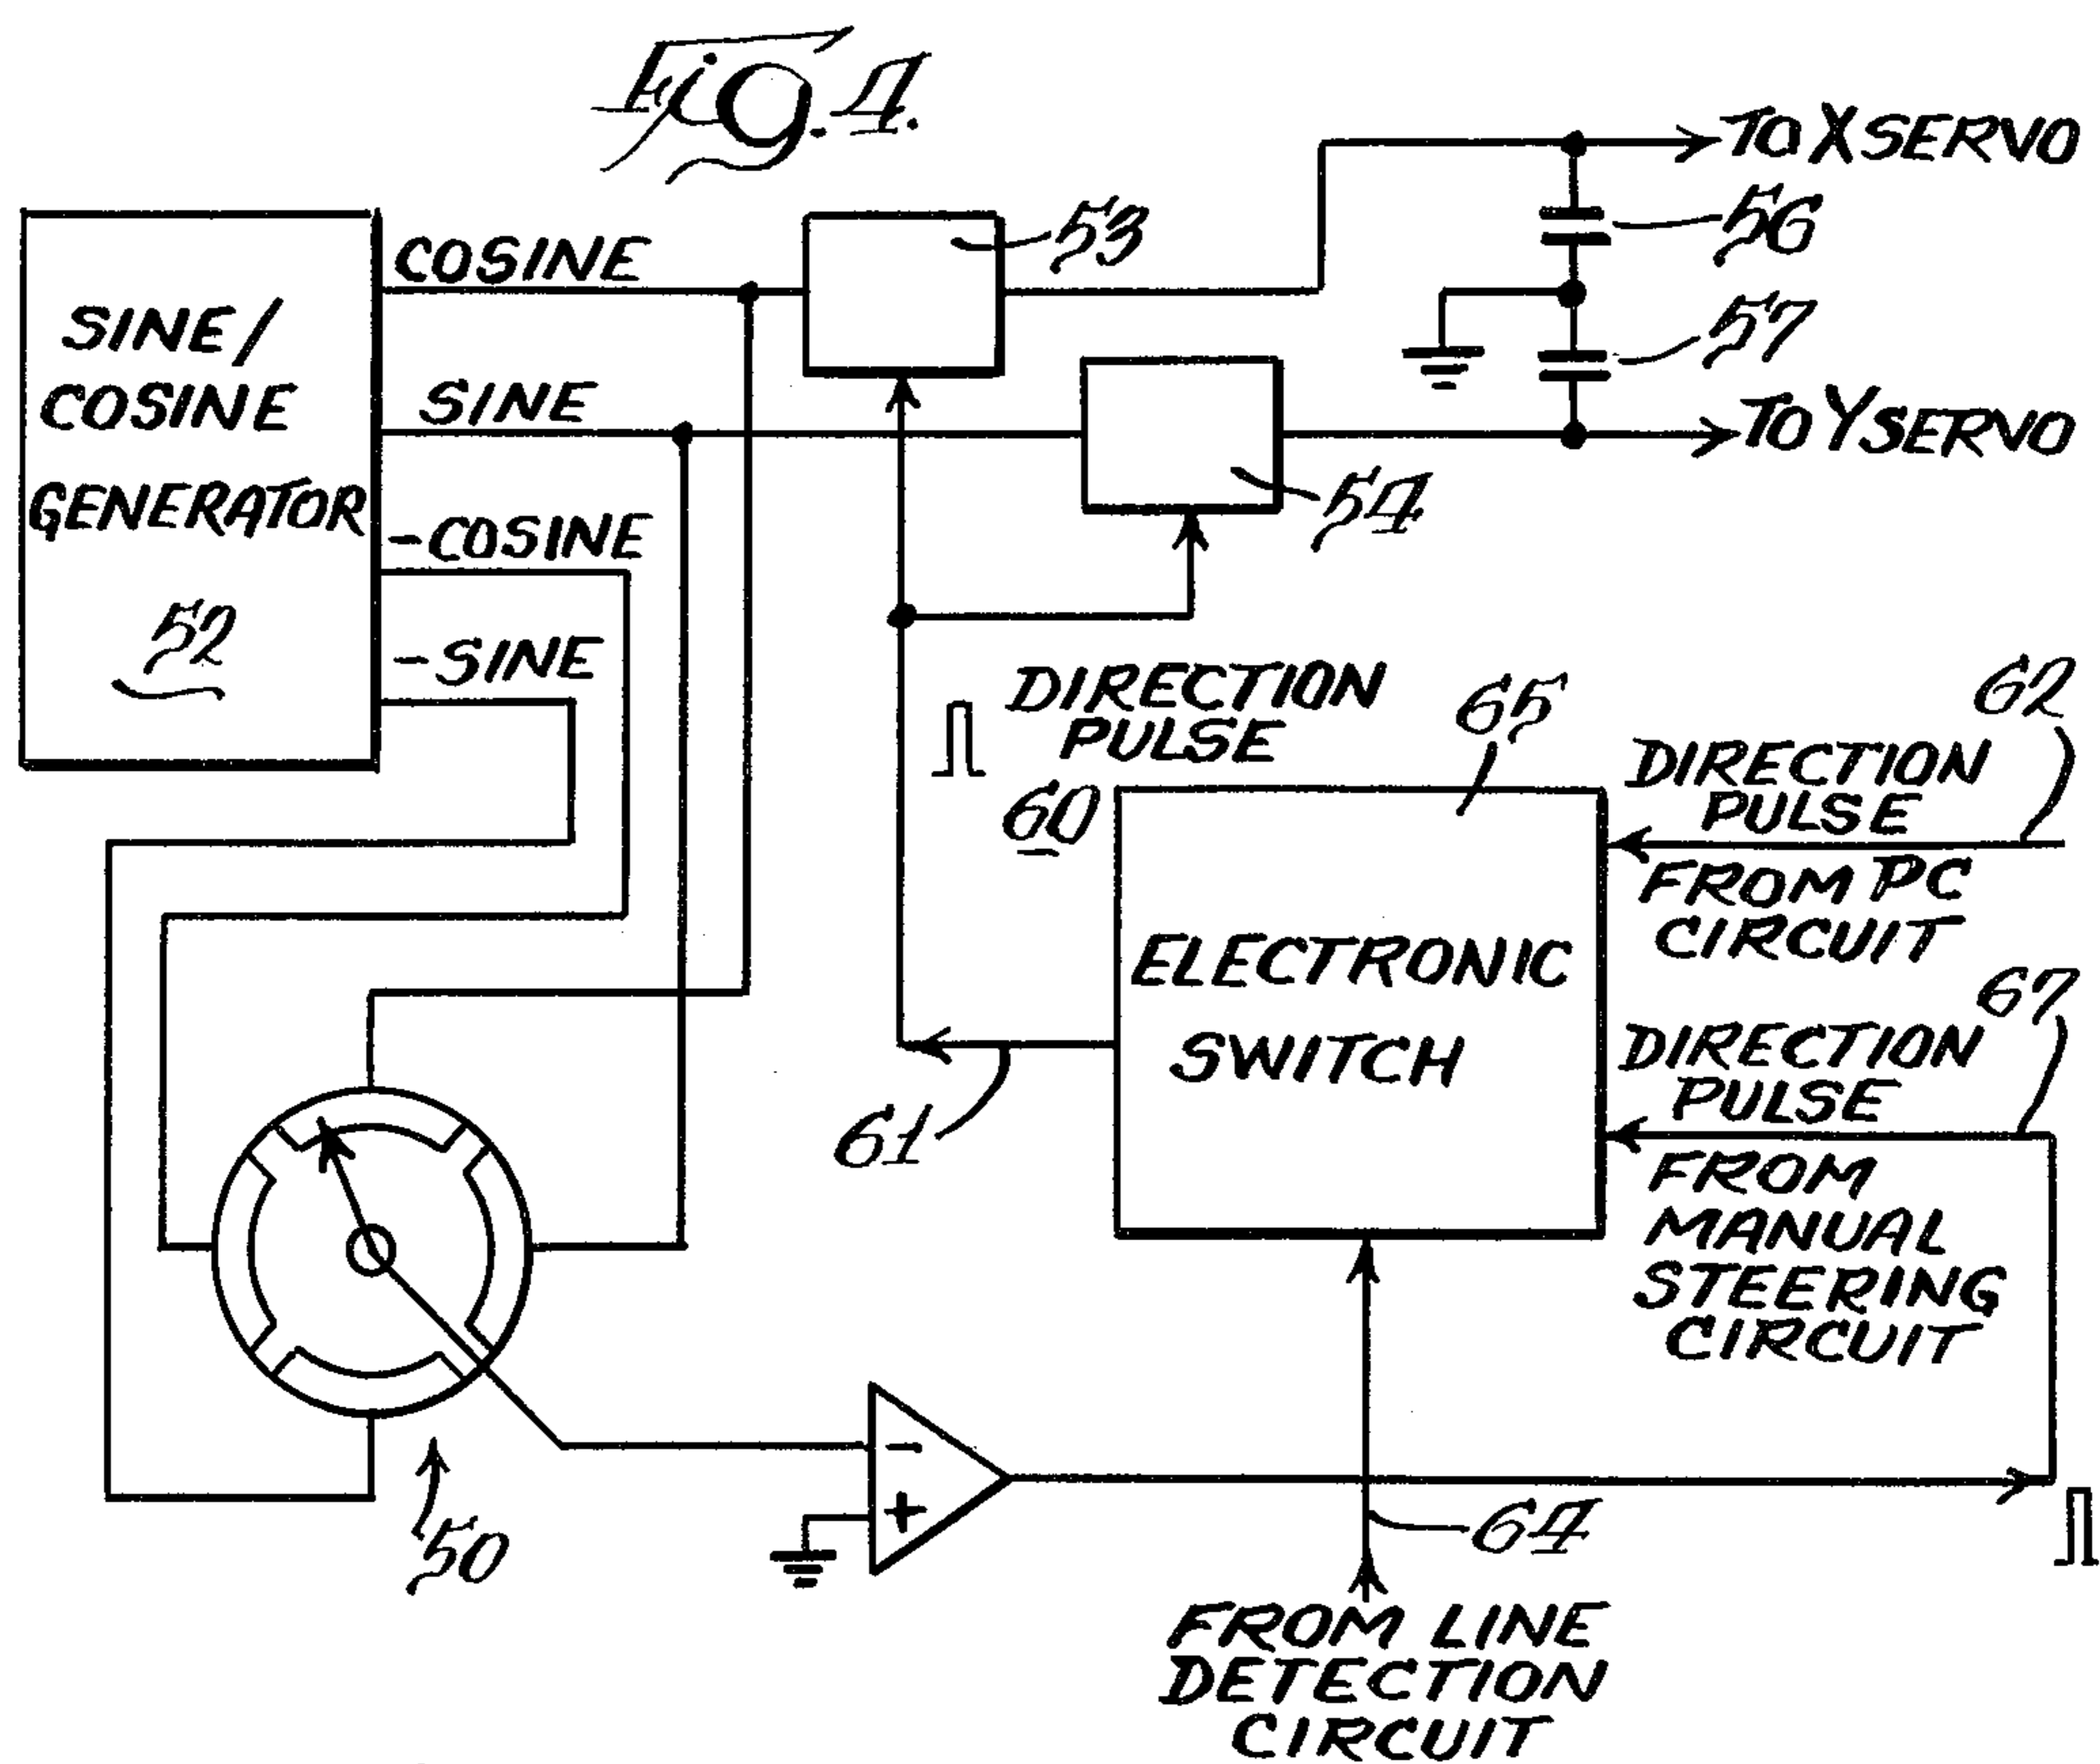 Fig. 4.
TO X SERVO
56
53
COSINE
SINE/
COSINE
GENERATOR
52
57
SINE
TO Y SERVO
54
-COSINE
-SINE
DIRECTION
PULSE
60
65
62
DIRECTION
PULSE
FROM PC
CIRCUIT
ELECTRONIC
SWITCH
67
DIRECTION
PULSE
FROM
MANUAL
STEERING
CIRCUIT
61
50
-
+
64
FROM LINE
DETECTION
CIRCUIT